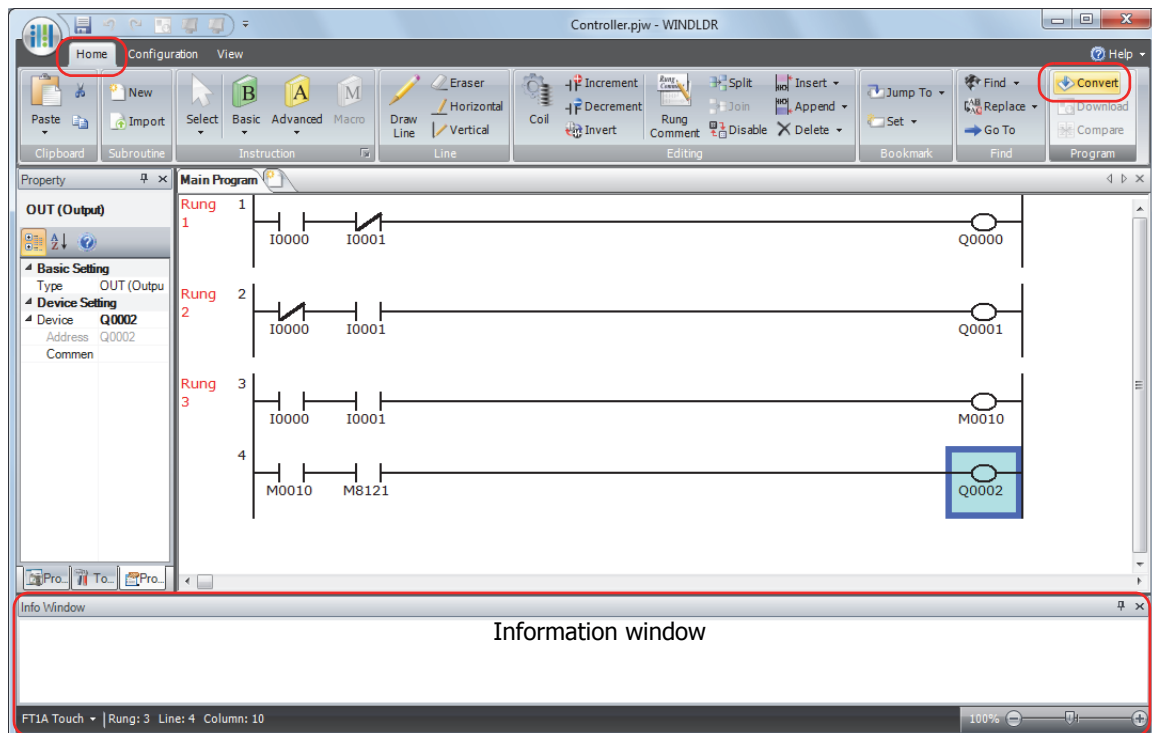 Controller.pjw - WINDLDR
Home Configuration View Help
Paste
Clipboard
New
Import
Subroutine
Select
B Basic
A Advanced
M Macro
Instruction
Draw Line
Eraser
Horizontal
Vertical
Line
Coil
Increment
Decrement
Invert
Rung Comment
Split
Join
Disable
Insert
Append
Delete
Editing
Jump To
Set
Bookmark
Find
Replace
Go To
Find
Convert
Download
Compare
Program
Property
OUT (Output)
Basic Setting
Type OUT (Outpu
Device Setting
Device Q0002
Address Q0002
Commen
Pro... To... Pro...
Main Program
Rung 1
1
I0000 I0001 Q0000
Rung 2
2
I0000 I0001 Q0001
Rung 3
3
I0000 I0001 M0010
4
M0010 M8121 Q0002
Info Window
Information window
FT1A Touch Rung: 3 Line: 4 Column: 10 100%